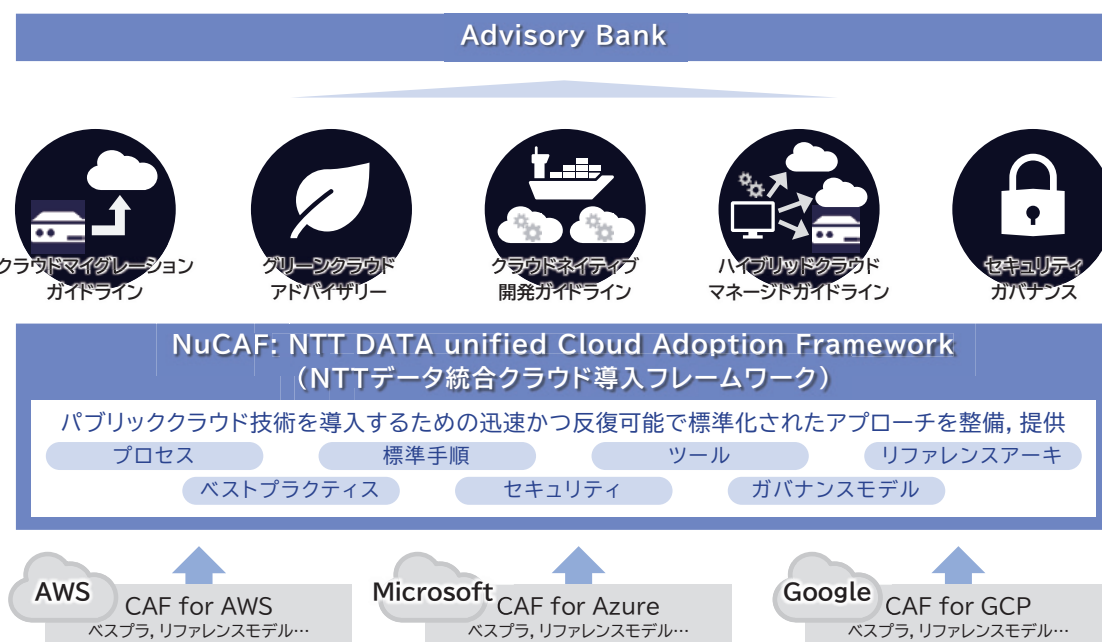 Advisory Bank
クラウドマイグレーション
ガイドライン
グリーンクラウド
アドバイザリー
クラウドネイティブ
開発ガイドライン
ハイブリッドクラウド
マネージドガイドライン
セキュリティ
ガバナンス
NuCAF: NTT DATA unified Cloud Adoption Framework
（NTTデータ統合クラウド導入フレームワーク）
パブリッククラウド技術を導入するための迅速かつ反復可能で標準化されたアプローチを整備, 提供
プロセス
標準手順
ツール
リファレンスアーキ
ベストプラクティス
セキュリティ
ガバナンスモデル
AWS
CAF for AWS
ベスプラ, リファレンスモデル…
Microsoft
CAF for Azure
ベスプラ, リファレンスモデル…
Google
CAF for GCP
ベスプラ, リファレンスモデル…